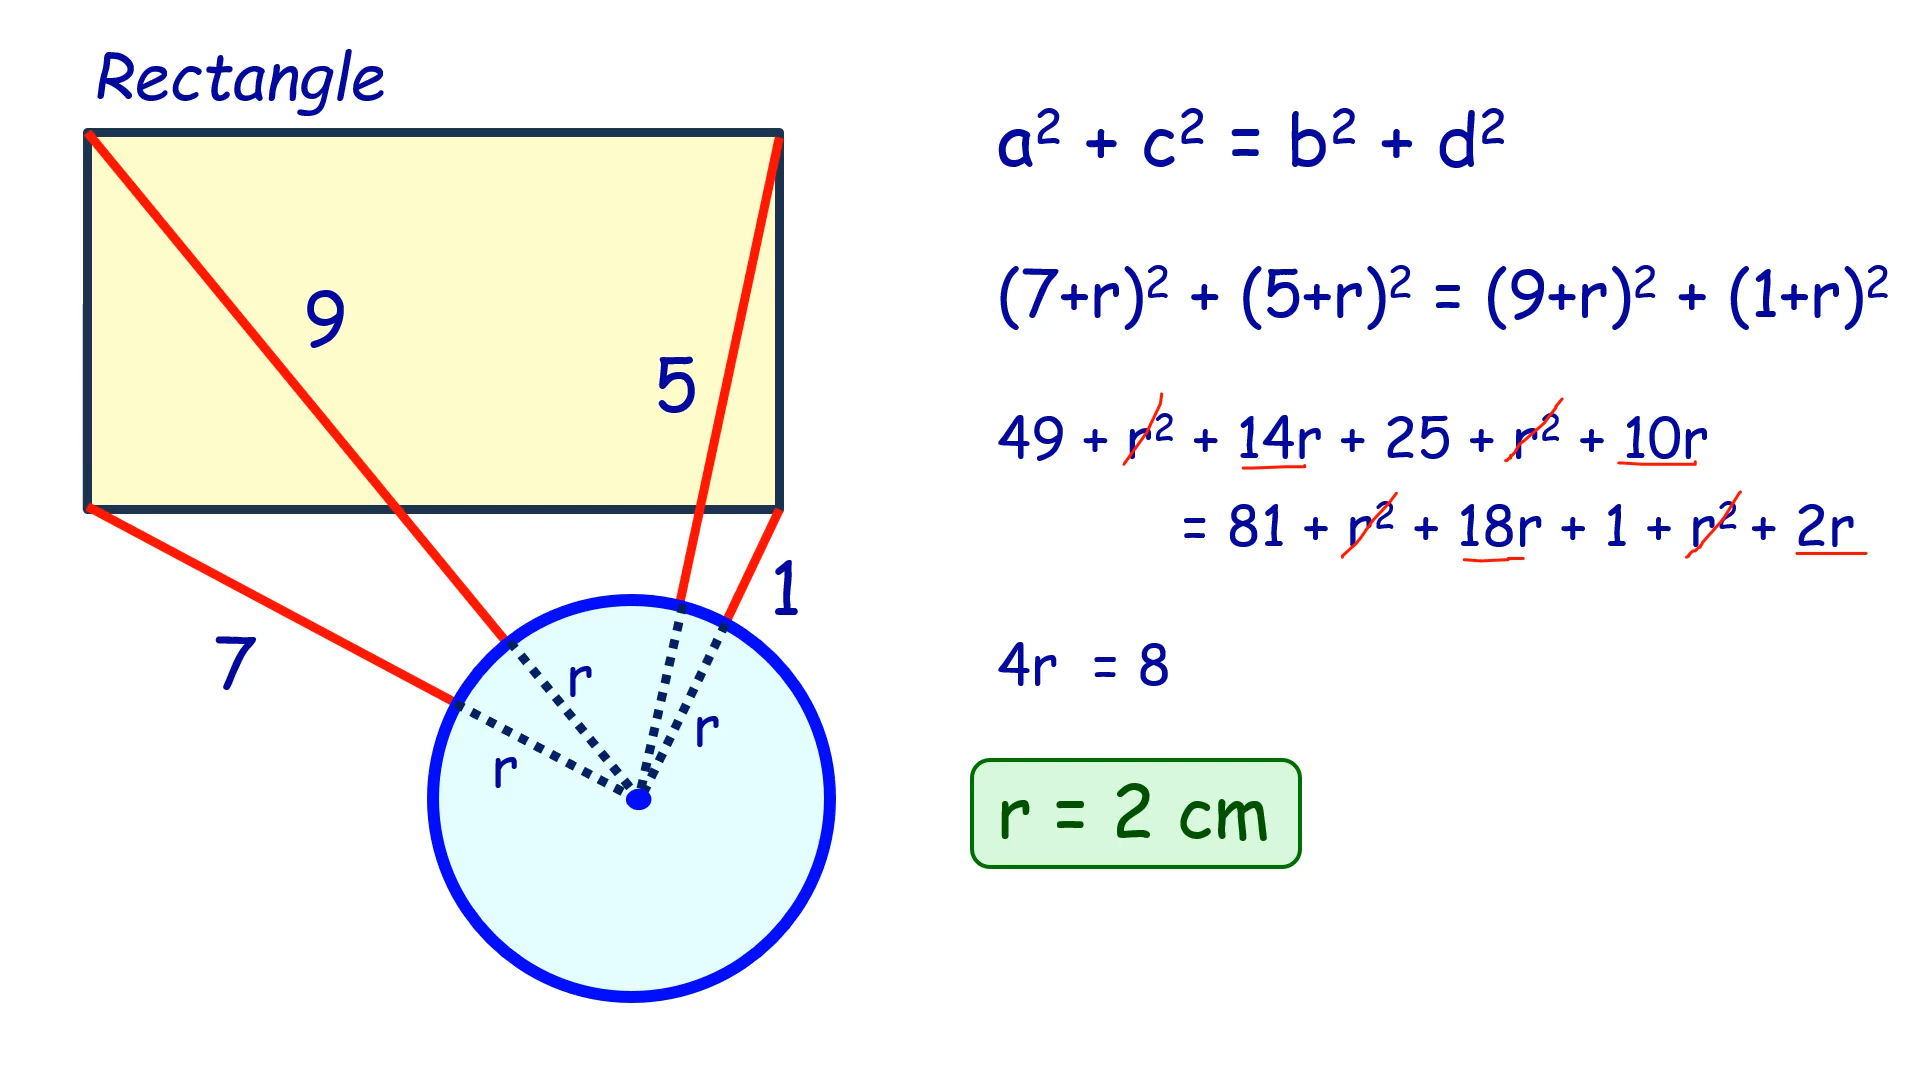 Rectangle
a² + c² = b² + d²
(7+r)² + (5+r)² = (9+r)² + (1+r)²
9
5
49 + r² + 14r + 25 + r² + 10r
= 81 + r² + 18r + 1 + r² + 2r
1
7
r
4r = 8
r
r
r = 2 cm